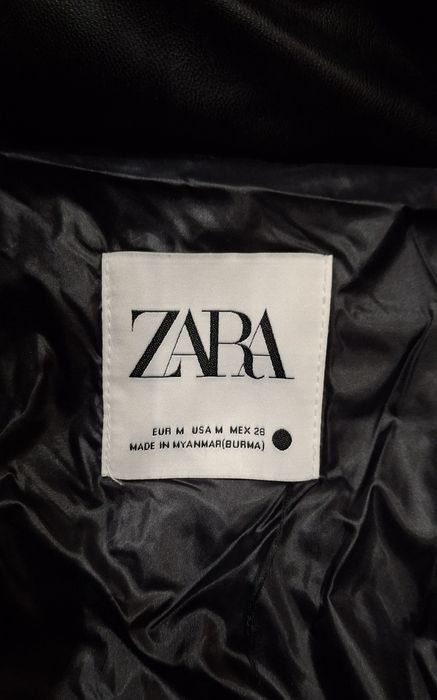 ZARA
EUR M USA M MEX 28
MADE IN MYANMAR(BURMA)